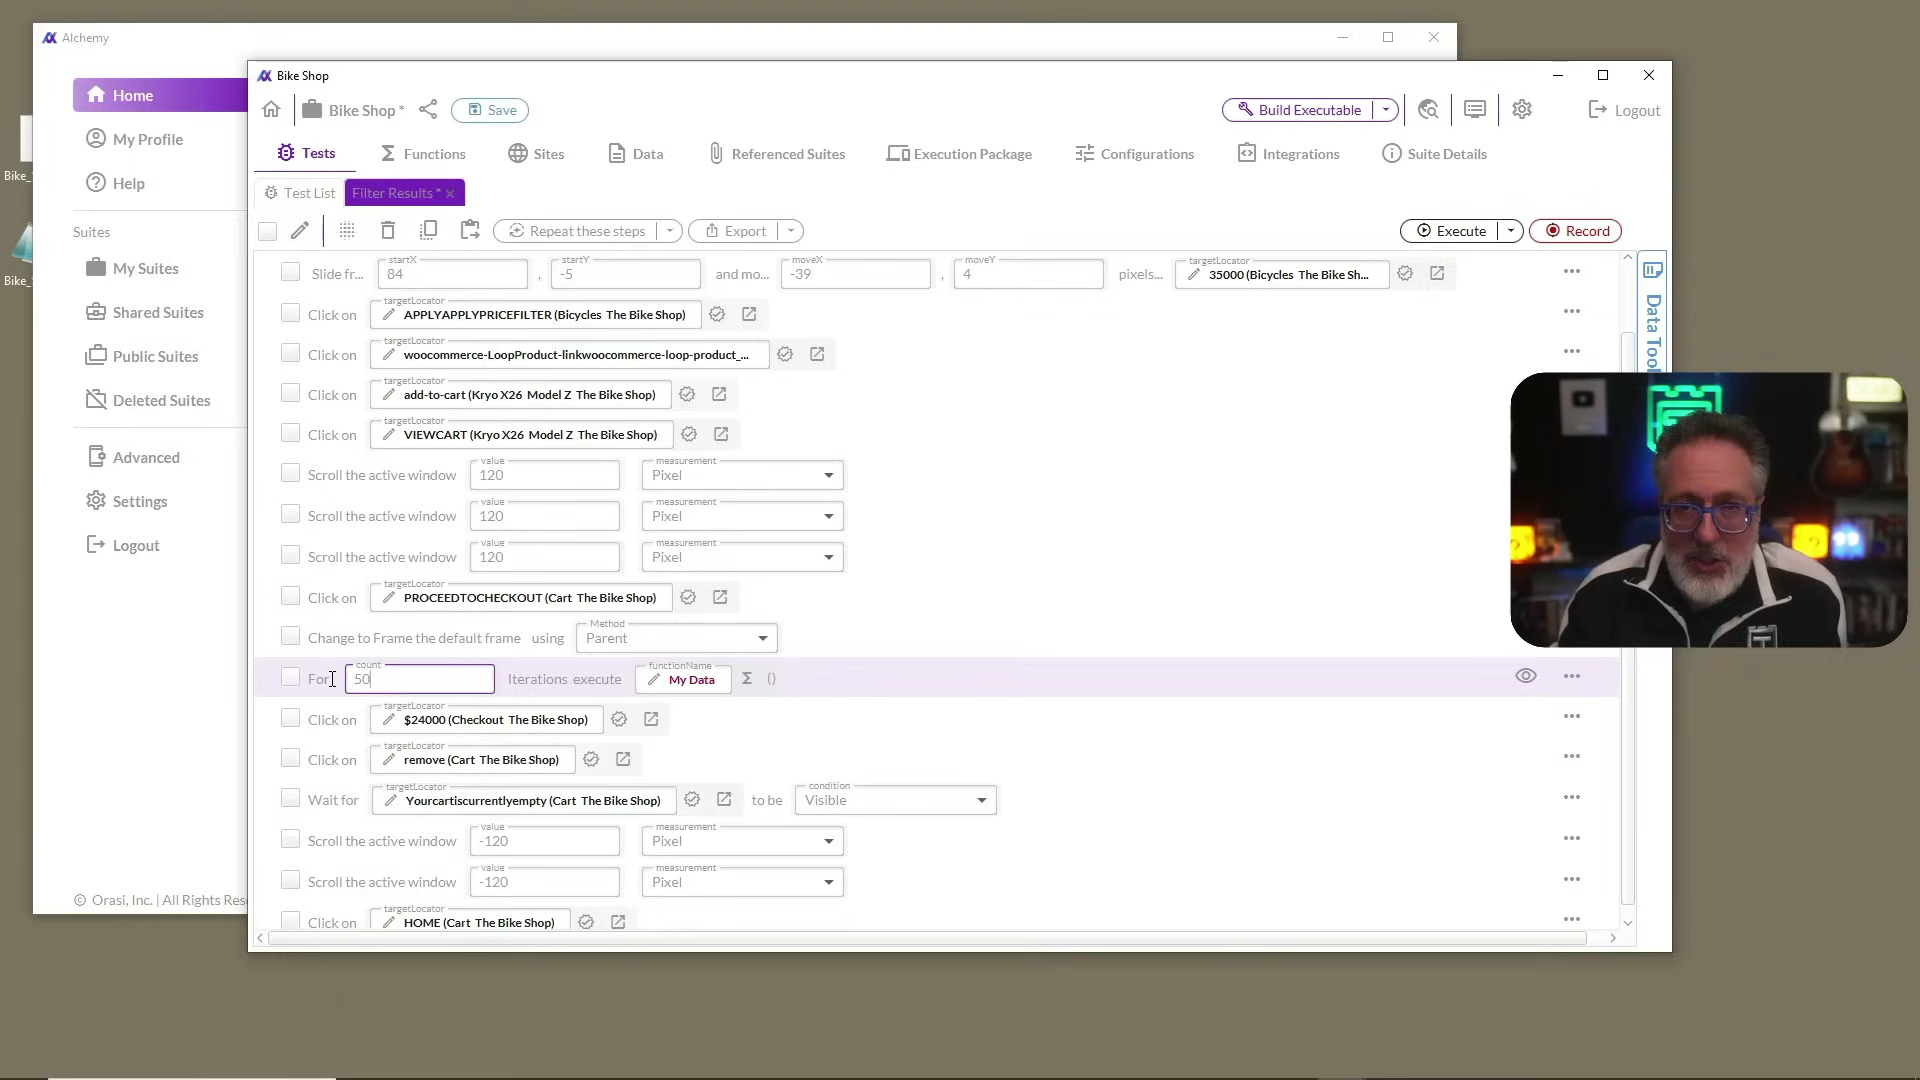 Alchemy
Home
My Profile
Help
Suites
My Suites
Shared Suites
Public Suites
Deleted Suites
Advanced
Settings
Logout
© Orasi, Inc. | All Rights Rese
Bike_
Bike_
Bike Shop
Bike Shop * Save Build Executable Logout
Tests Functions Sites Data Referenced Suites Execution Package Configurations Integrations Suite Details
Test List Filter Results *
Repeat these steps Export Execute Record
startX startY moveX moveY targetLocator
Slide fr... 84 , -5 and mo... -39 , 4 pixels... 35000 (Bicycles The Bike Sh...
targetLocator
Click on APPLYAPPLYPRICEFILTER (Bicycles The Bike Shop)
targetLocator
Click on woocommerce-LoopProduct-linkwoocommerce-loop-product_...
targetLocator
Click on add-to-cart (Kryo X26 Model Z The Bike Shop)
targetLocator
Click on VIEWCART (Kryo X26 Model Z The Bike Shop)
value measurement
Scroll the active window 120 Pixel
value measurement
Scroll the active window 120 Pixel
value measurement
Scroll the active window 120 Pixel
targetLocator
Click on PROCEEDTOCHECKOUT (Cart The Bike Shop)
Method
Change to Frame the default frame using Parent
count functionName
For 50 Iterations execute My Data Σ ()
targetLocator
Click on $24000 (Checkout The Bike Shop)
targetLocator
Click on remove (Cart The Bike Shop)
targetLocator condition
Wait for Yourcartiscurrentlyempty (Cart The Bike Shop) to be Visible
value measurement
Scroll the active window -120 Pixel
value measurement
Scroll the active window -120 Pixel
targetLocator
Click on HOME (Cart The Bike Shop)
Data Tool